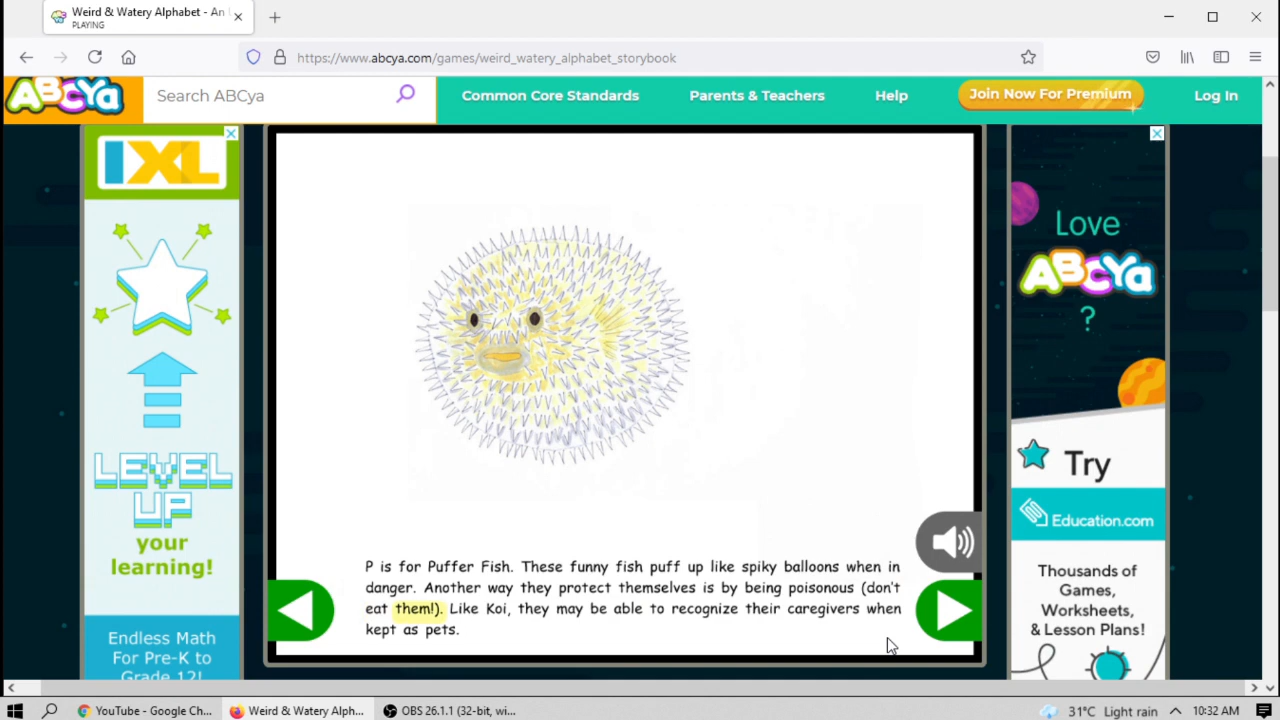 Weird & Watery Alphabet - An
PLAYING
https://www.abcya.com/games/weird_watery_alphabet_storybook
ABCYa
Search ABCya
Common Core Standards
Parents & Teachers
Help
Join Now For Premium
Log In
IXL
LEVEL
UP
your
learning!
Endless Math
For Pre-K to
Grade 12!
P is for Puffer Fish. These funny fish puff up like spiky balloons when in
danger. Another way they protect themselves is by being poisonous (don't
eat them!). Like Koi, they may be able to recognize their caregivers when
kept as pets.
Love
ABCYa
?
Try
Education.com
Thousands of
Games,
Worksheets,
& Lesson Plans!
YouTube - Google Ch...
Weird & Watery Alph...
OBS 26.1.1 (32-bit, wi...
31°C Light rain
10:32 AM